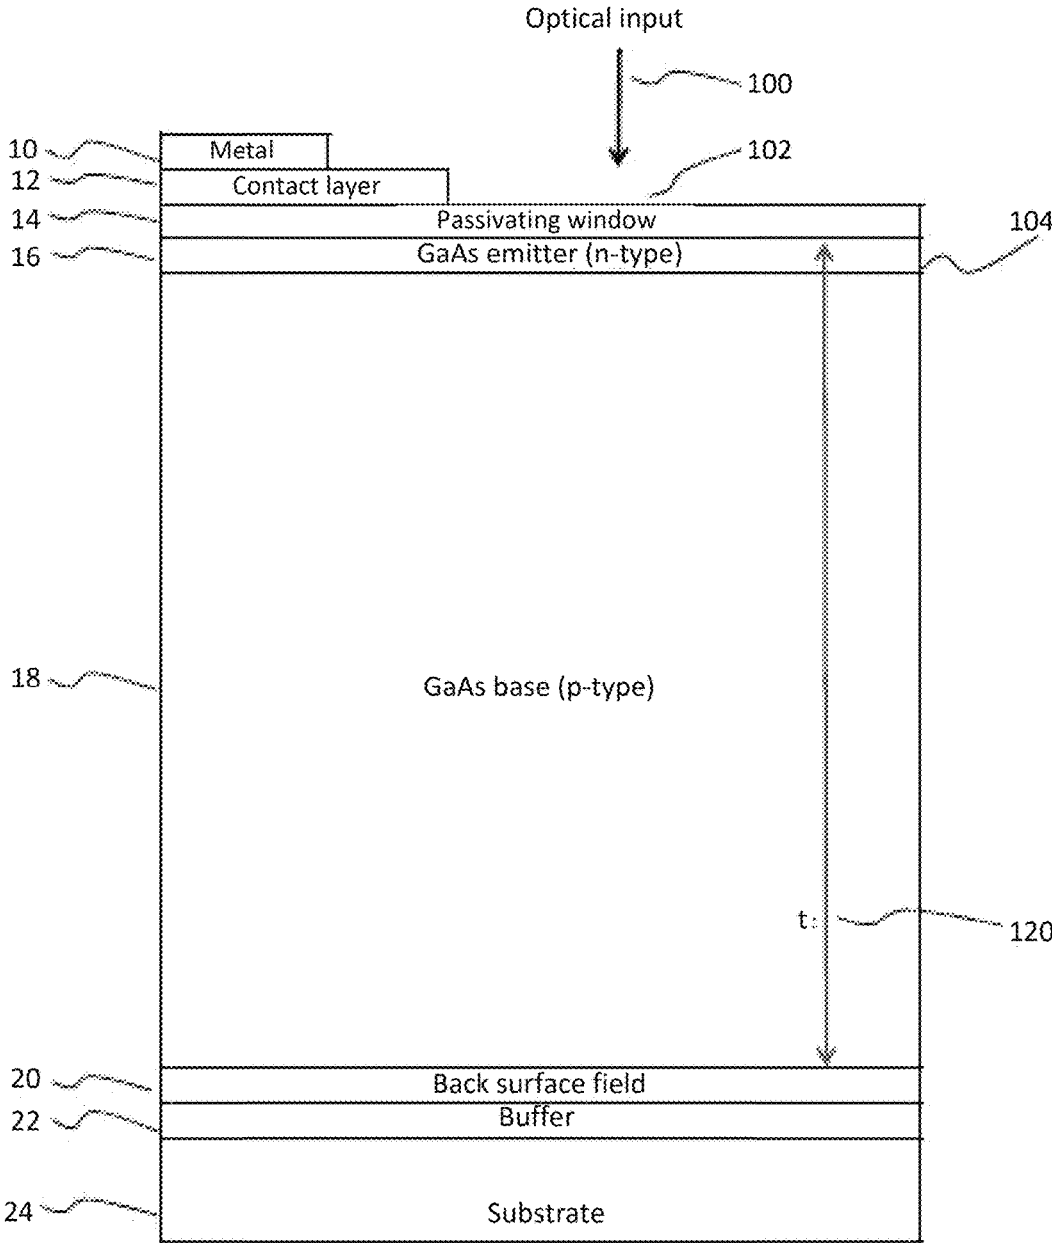 Optical input
100
10
Metal
102
12
Contact layer
14
Passivating window
104
16
GaAs emitter (n-type)
18
GaAs base (p-type)
t
120
20
Back surface field
22
Buffer
24
Substrate